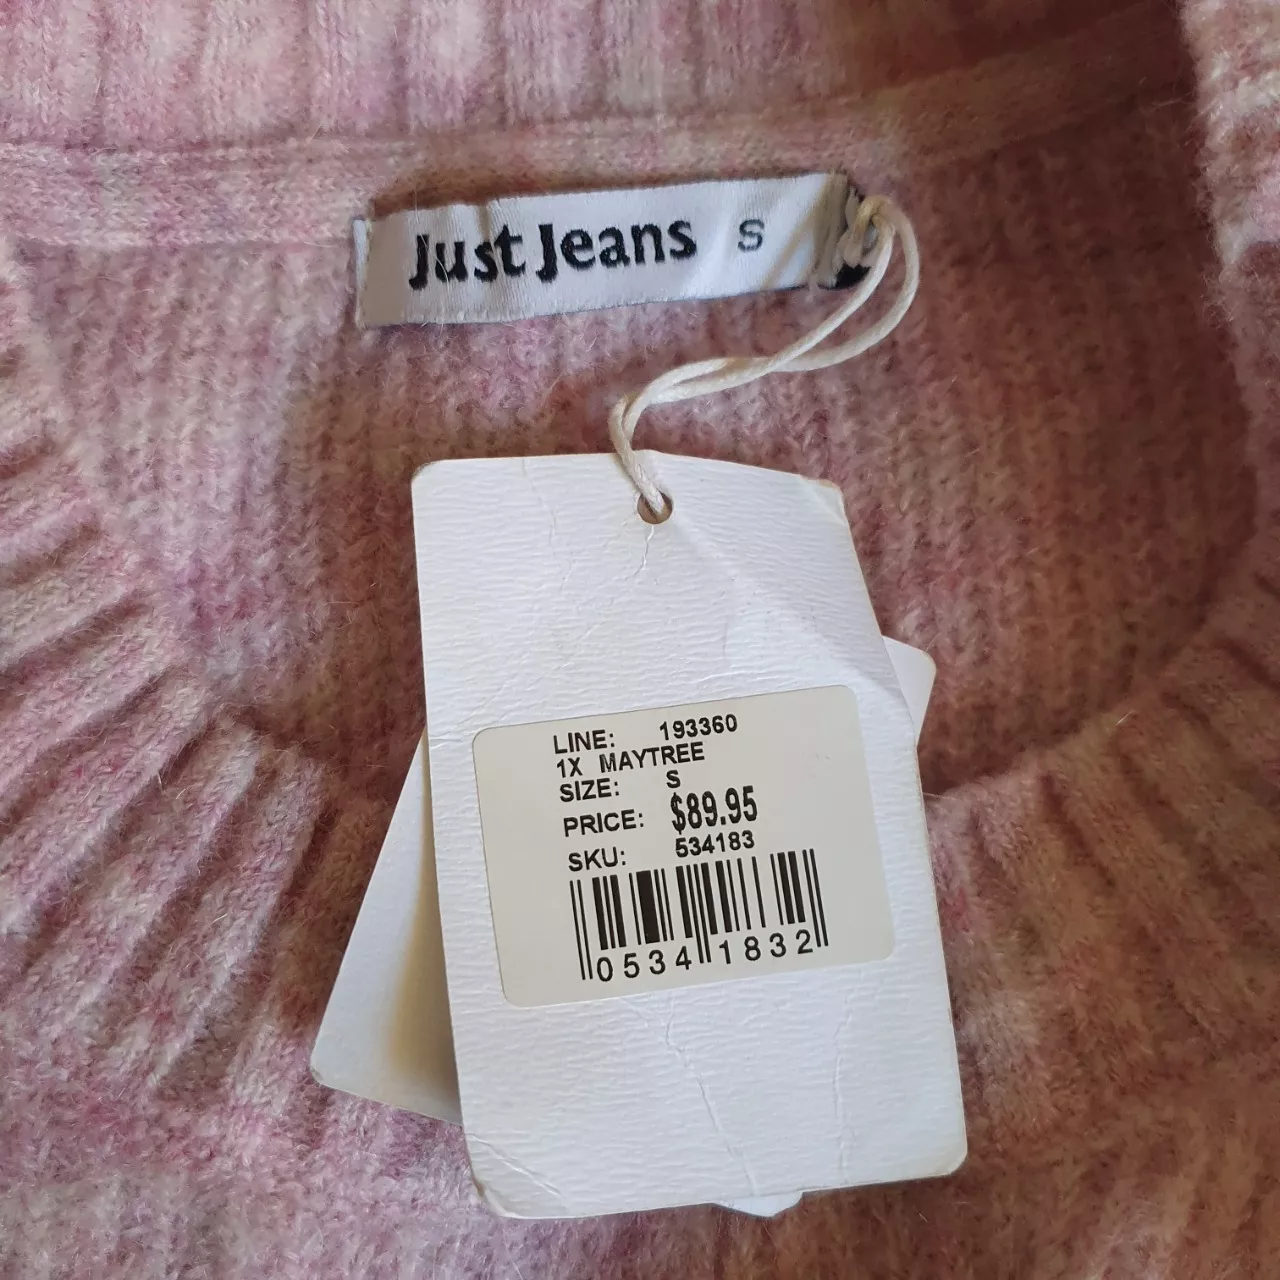 Just Jeans S
LINE: 193360
1X MAYTREE
SIZE: S
PRICE: $89.95
SKU: 534183
0534 1832